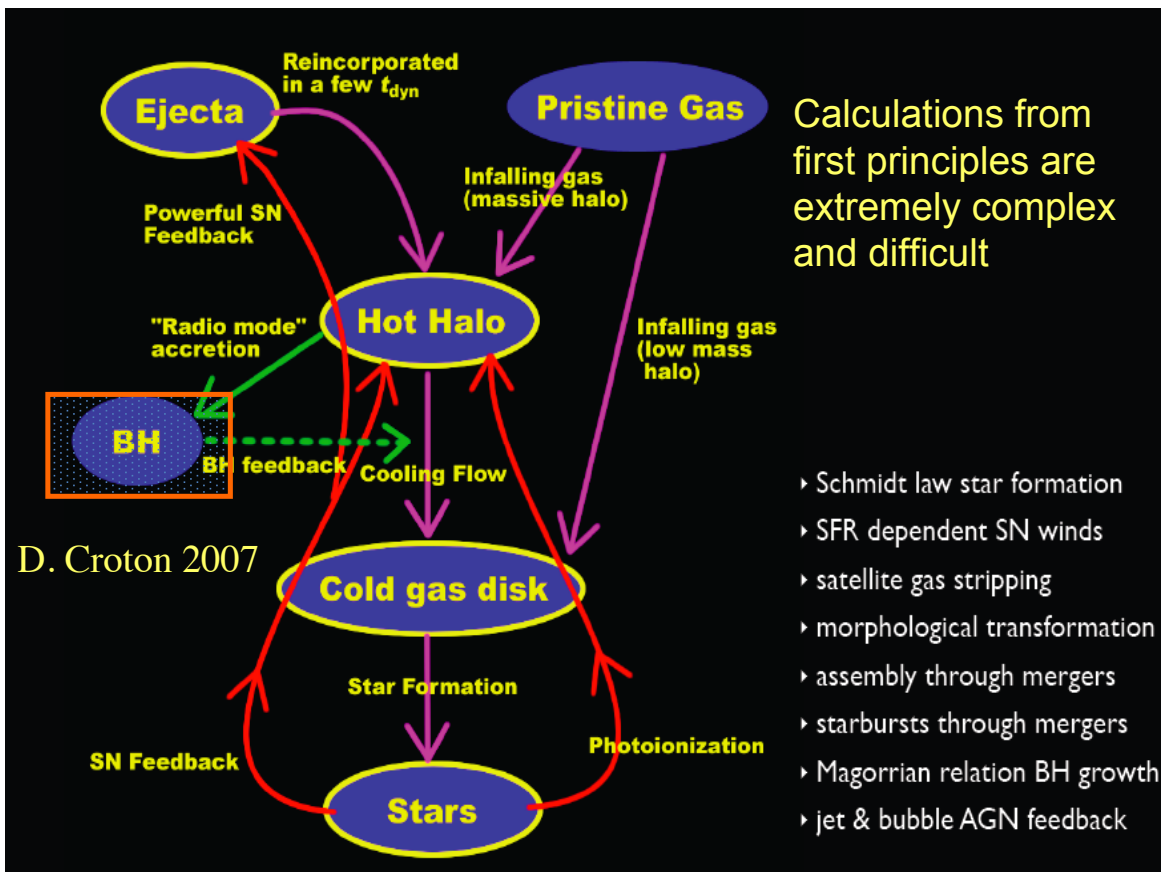 Reincorporated
in a few tdyn
Ejecta
Pristine Gas
Calculations from
first principles are
extremely complex
and difficult
Infalling gas
(massive halo)
Powerful SN
Feedback
Hot Halo
"Radio mode"
accretion
Infalling gas
(low mass
halo)
BH
BH feedback
Cooling Flow
D. Croton 2007
Cold gas disk
Star Formation
SN Feedback
Photoionization
Stars
‣ Schmidt law star formation
‣ SFR dependent SN winds
‣ satellite gas stripping
‣ morphological transformation
‣ assembly through mergers
‣ starbursts through mergers
‣ Magorrian relation BH growth
‣ jet & bubble AGN feedback